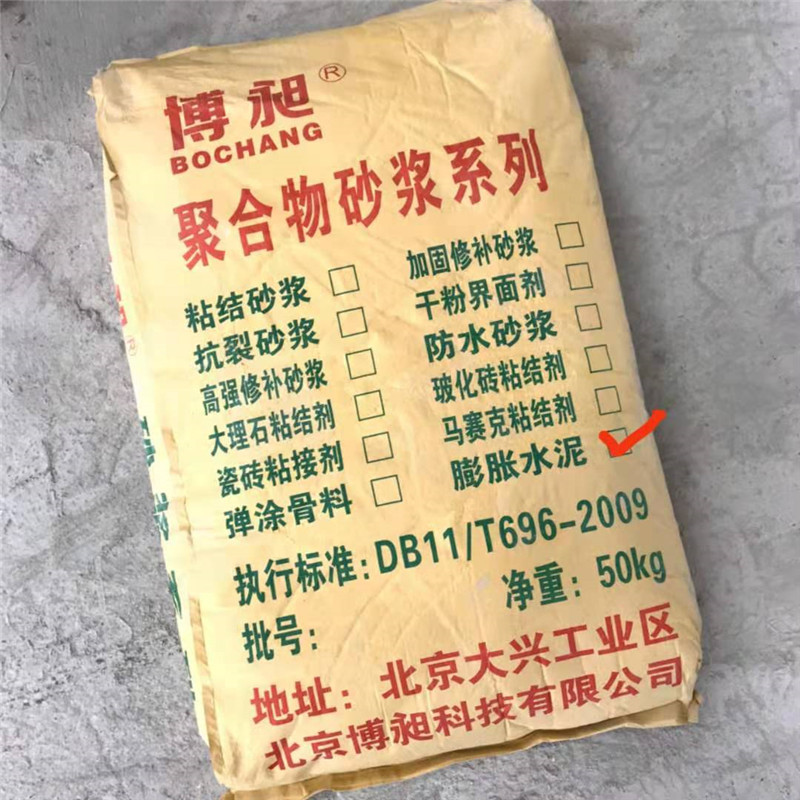 博昶®
BOCHANG
聚合物砂浆系列
粘结砂浆 □ 加固修补砂浆 □
抗裂砂浆 □ 干粉界面剂 □
高强修补砂浆 □ 防水砂浆 □
大理石粘结剂 □ 玻化砖粘结剂 □
瓷砖粘接剂 □ 马赛克粘结剂 □
弹涂骨料 □ 膨胀水泥 ☑
执行标准:DB11/T696-2009
批号: 净重:50kg
地址:北京大兴工业区
北京博昶科技有限公司